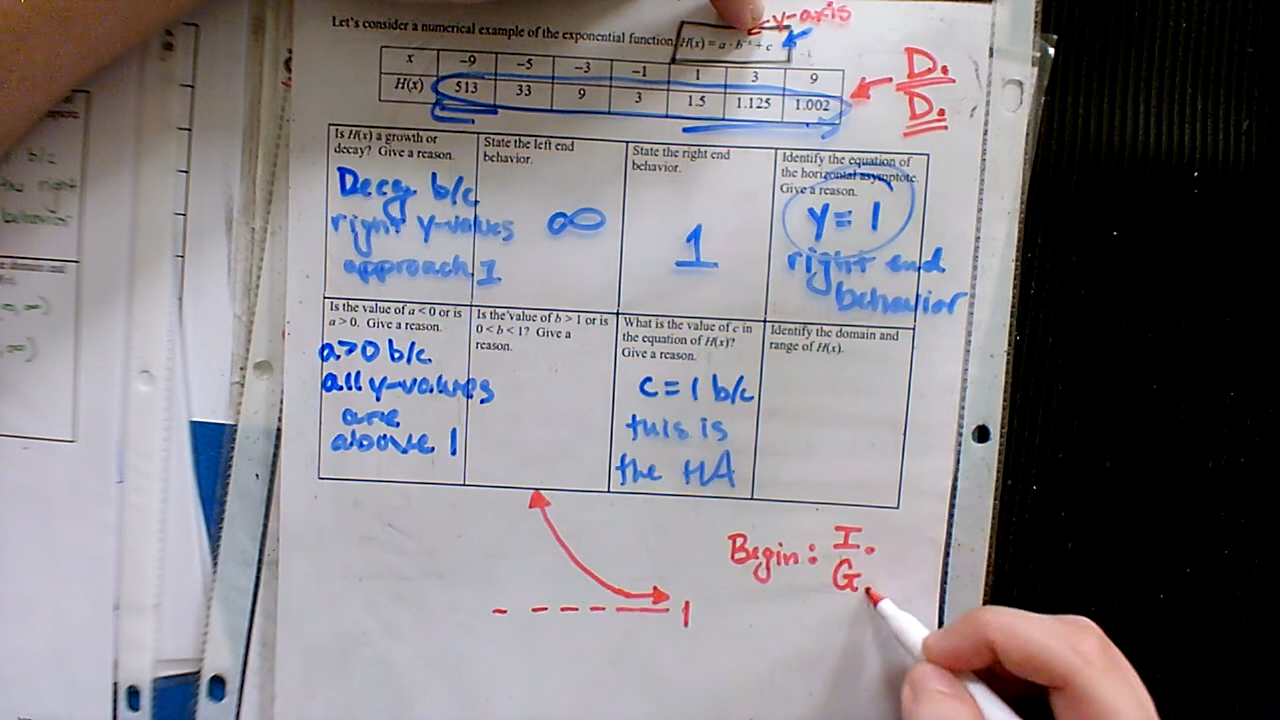 Let's consider a numerical example of the exponential function, H(x) = a · b⁻ˣ + c
y-axis
x −9 −5 −3 −1 1 3 9
H(x) 513 33 9 3 1.5 1.125 1.002
D.
D.
Is H(x) a growth or
decay? Give a reason.
Decay b/c
right y-values
approach 1
State the left end
behavior.
∞
State the right end
behavior.
1
Identify the equation of
the horizontal asymptote.
Give a reason.
y = 1
right end
behavior
Is the value of a < 0 or is
a > 0. Give a reason.
a>0 b/c
all y-values
are
above 1
Is the value of b > 1 or is
0 < b < 1? Give a
reason.
What is the value of c in
the equation of H(x)?
Give a reason.
c = 1 b/c
this is
the HA
Identify the domain and
range of H(x).
1
Begin: I.
G.
b/c
the right
behavior
domain and
∞)
∞)